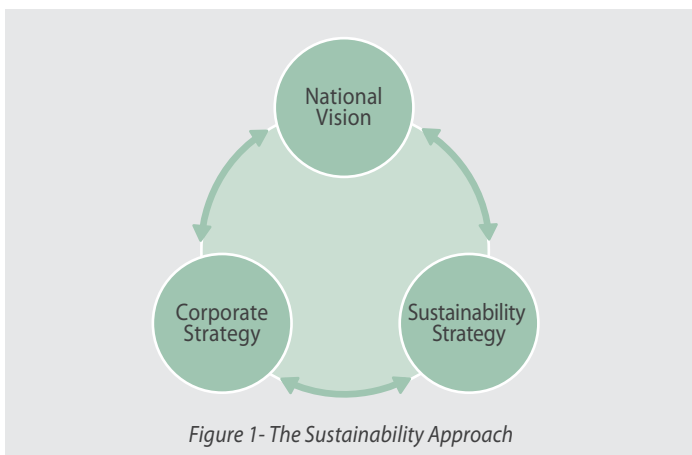 National
Vision
Corporate
Strategy
Sustainability
Strategy
Figure 1- The Sustainability Approach